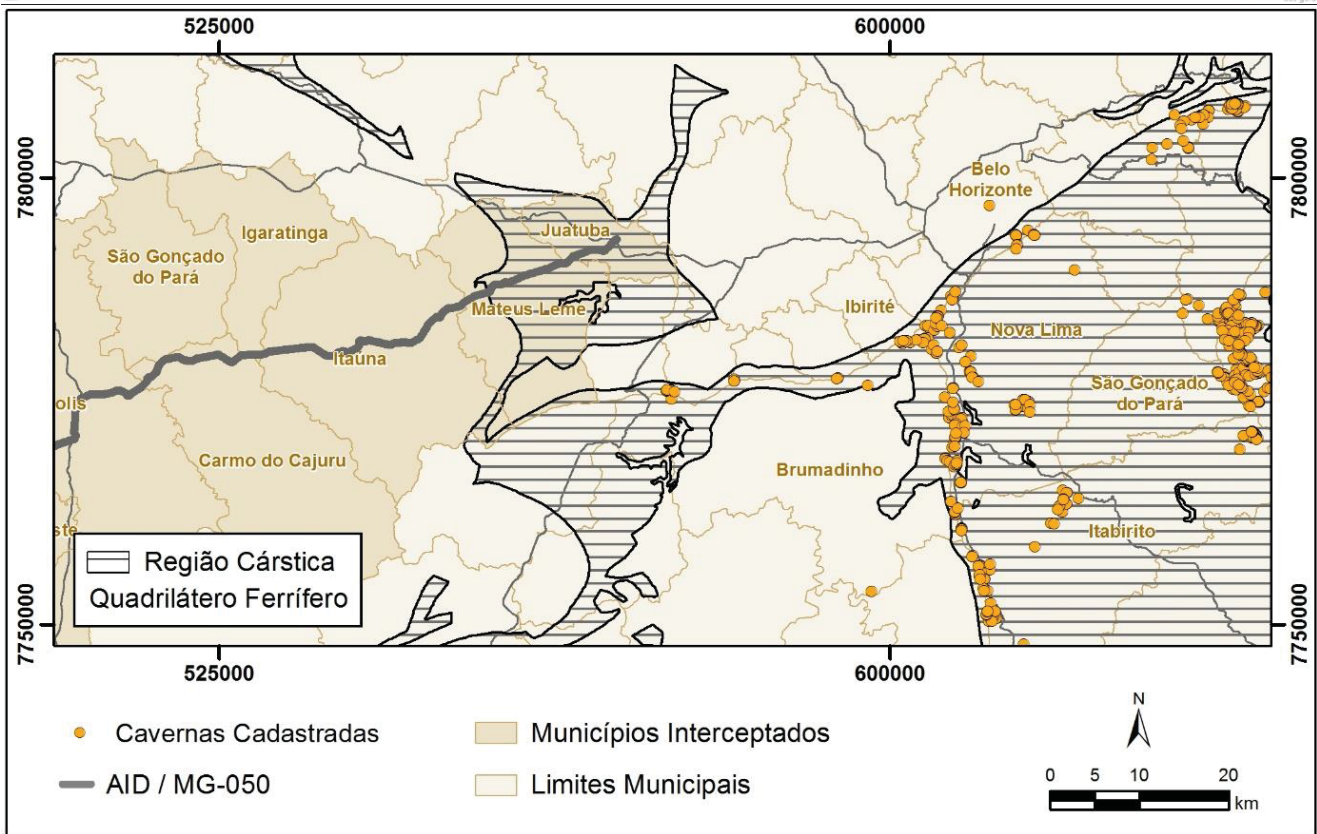 525000
600000
7800000
7800000
Belo
Horizonte
Igaratinga
Juatuba
São Gonçado
do Pará
Mateus Leme
Ibirité
Nova Lima
Itaúna
São Gonçado
do Pará
olis
Carmo do Cajuru
Brumadinho
ste
Itabirito
Região Cárstica
Quadrilátero Ferrífero
7750000
7750000
525000
600000
Cavernas Cadastradas
Municípios Interceptados
N
AID / MG-050
Limites Municipais
0 5 10 20
km